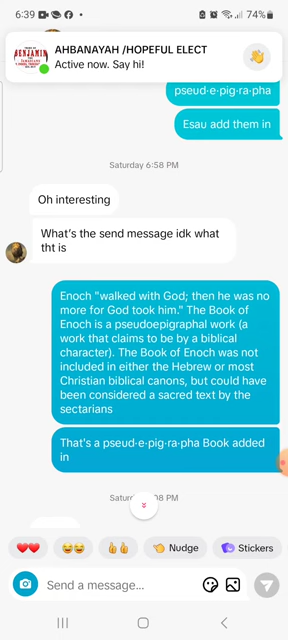 6:39
74%
AHBANAYAH /HOPEFUL ELECT
Active now. Say hi!
BENJAMIN
pseud·e·pig·ra·pha
Esau add them in
Saturday 6:58 PM
Oh interesting
What's the send message idk what
tht is
Enoch "walked with God; then he was no
more for God took him." The Book of
Enoch is a pseudoepigraphal work (a
work that claims to be by a biblical
character). The Book of Enoch was not
included in either the Hebrew or most
Christian biblical canons, but could have
been considered a sacred text by the
sectarians
That's a pseud·e·pig·ra·pha Book added
in
Nudge
Stickers
Send a message...